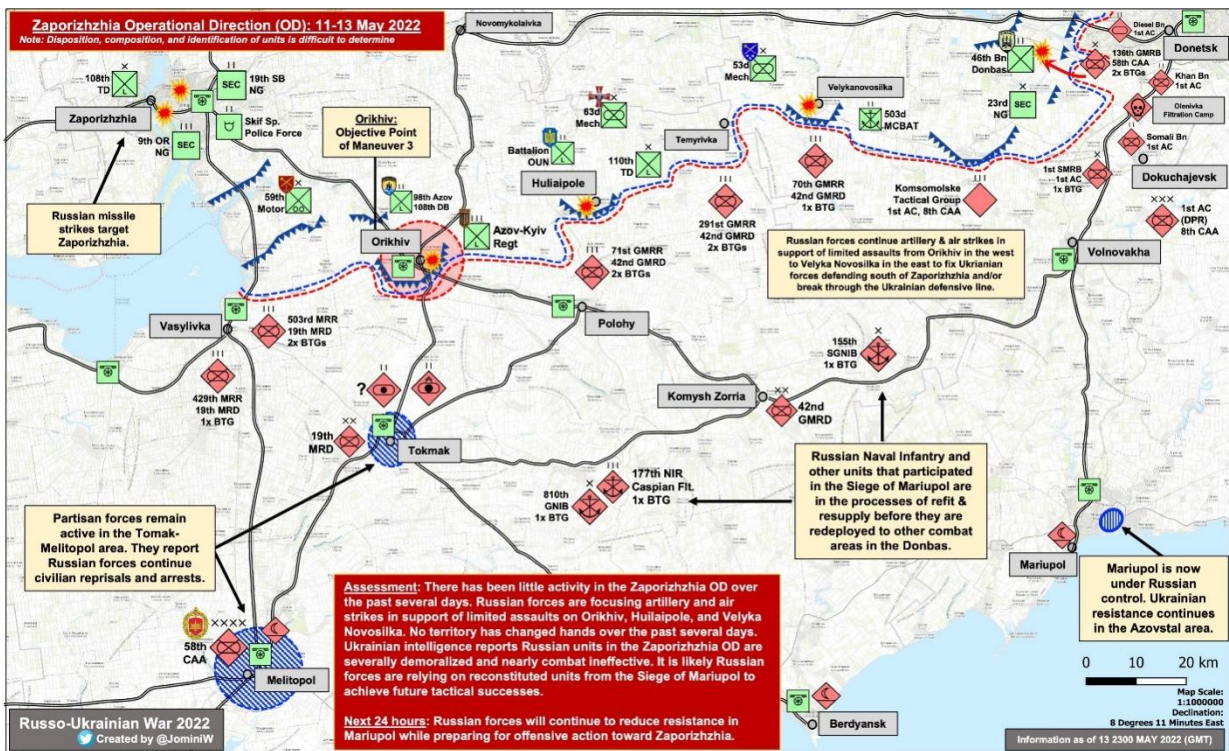 Zaporizhzhia Operational Direction (OD): 11-13 May 2022
Note: Disposition, composition, and identification of units is difficult to determine
Novomykolaivka
Diesel Bn
1st AC
Donetsk
136th GMRB
58th CAA
2x BTGs
Khan Bn
1st AC
Olenivka
Filtration Camp
Somali Bn
1st AC
Dokuchajevsk
1st SMRB
1st AC
1x BTG
XXX
1st AC
(DPR)
8th CAA
Volnovakha
108th
TD
L
Zaporizhzhia
SEC
19th SB
NG
Skif Sp.
Police Force
9th OR
NG
SEC
Russian missile
strikes target
Zaporizhzhia.
Orikhiv:
Objective Point
of Maneuver 3
59th
Motor
98th Azov
108th DB
L
Orikhiv
Azov-Kyiv
Regt
L
Battalion
OUN
L
Huliaipole
63d
Mech
53d
Mech
110th
TD
L
Temyrivka
Velykanovosilka
503d
MCBAT
46th Bn
Donbas
23rd
NG
SEC
70th GMRR
42nd GMRD
1x BTG
291st GMRR
42nd GMRD
2x BTGs
71st GMRR
42nd GMRD
2x BTGs
Komsomolske
Tactical Group
1st AC, 8th CAA
Russian forces continue artillery & air strikes in
support of limited assaults from Orikhiv in the west
to Velyka Novosilka in the east to fix Ukrianian
forces defending south of Zaporizhzhia and/or
break through the Ukrainian defensive line.
Vasylivka
503rd MRR
19th MRD
2x BTGs
429th MRR
19th MRD
1x BTG
Polohy
155th
SGNIB
1x BTG
Komysh Zorria
XX
42nd
GMRD
?
XX
19th
MRD
Tokmak
810th
GNIB
1x BTG
177th NIR
Caspian Flt.
1x BTG
Russian Naval Infantry and
other units that participated
in the Siege of Mariupol are
in the processes of refit &
resupply before they are
redeployed to other combat
areas in the Donbas.
Partisan forces remain
active in the Tomak-
Melitopol area. They report
Russian forces continue
civilian reprisals and arrests.
XXXX
58th
CAA
Melitopol
Mariupol
Mariupol is now
under Russian
control. Ukrainian
resistance continues
in the Azovstal area.
Assessment: There has been little activity in the Zaporizhzhia OD over
the past several days. Russian forces are focusing artillery and air
strikes in support of limited assaults on Orikhiv, Huilaipole, and Velyka
Novosilka. No territory has changed hands over the past several days.
Ukrainian intelligence reports Russian units in the Zaporizhzhia OD are
severally demoralized and nearly combat ineffective. It is likely Russian
forces are relying on reconstituted units from the Siege of Mariupol to
achieve future tactical successes.
Next 24 hours: Russian forces will continue to reduce resistance in
Mariupol while preparing for offensive action toward Zaporizhzhia.
Berdyansk
0 10 20 km
Map Scale:
1:1000000
Declination:
8 Degrees 11 Minutes East
Russo-Ukrainian War 2022
Created by @JominiW
Information as of 13 2300 MAY 2022 (GMT)